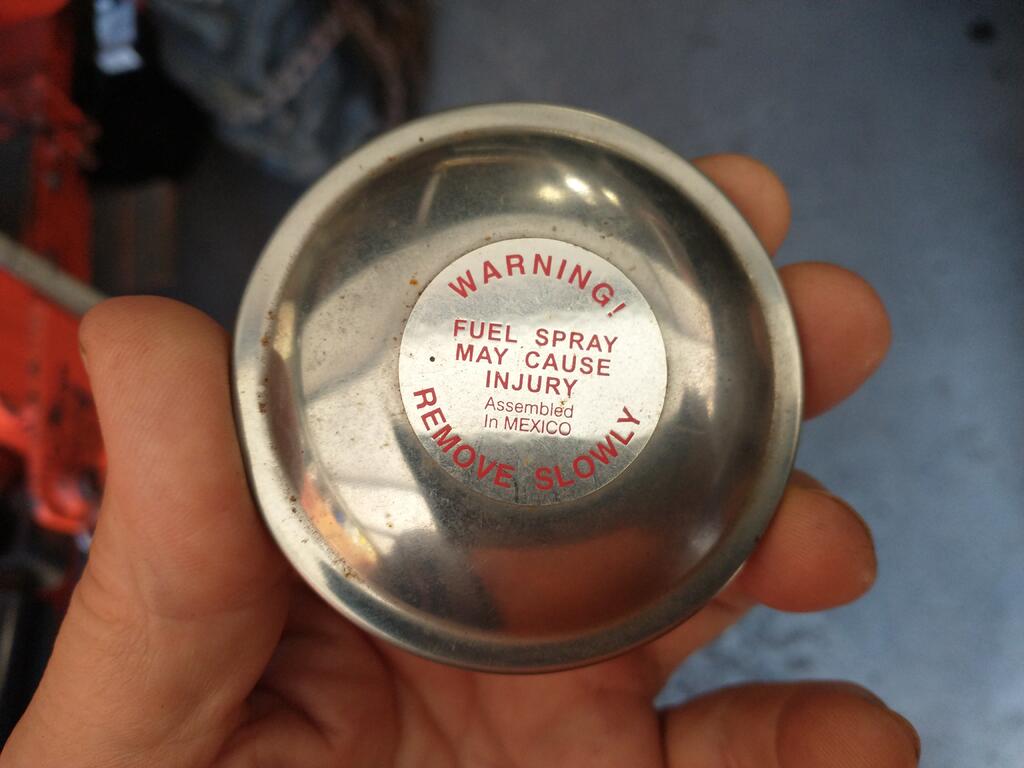 WARNING!
FUEL SPRAY
MAY CAUSE
INJURY
Assembled
In MEXICO
REMOVE SLOWLY